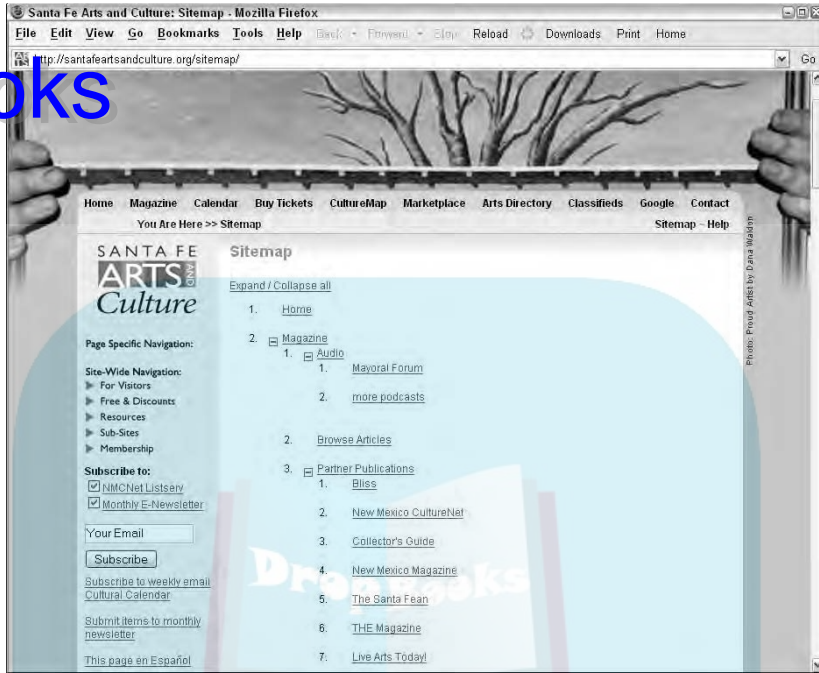 Santa Fe Arts and Culture: Sitemap - Mozilla Firefox
File Edit View Go Bookmarks Tools Help Back Forward Stop Reload Downloads Print Home
http://santafeartsandculture.org/sitemap/ Go
oks
Home Magazine Calendar Buy Tickets CultureMap Marketplace Arts Directory Classifieds Google Contact
You Are Here >> Sitemap Sitemap – Help
Photo: Proud Artist by Dana Waldon
SANTA FE
ARTS AND
Culture
Page Specific Navigation:
Site-Wide Navigation:
For Visitors
Free & Discounts
Resources
Sub-Sites
Membership
Subscribe to:
NMCNet Listserv
Monthly E-Newsletter
Your Email
Subscribe
Subscribe to weekly email
Cultural Calendar
Submit items to monthly
newsletter
This page en Español
Sitemap
Expand / Collapse all
1. Home
2. Magazine
1. Audio
1. Mayoral Forum
2. more podcasts
2. Browse Articles
3. Partner Publications
1. Bliss
2. New Mexico CultureNet
3. Collector's Guide
4. New Mexico Magazine
5. The Santa Fean
6. THE Magazine
7. Live Arts Today!
DropBooks